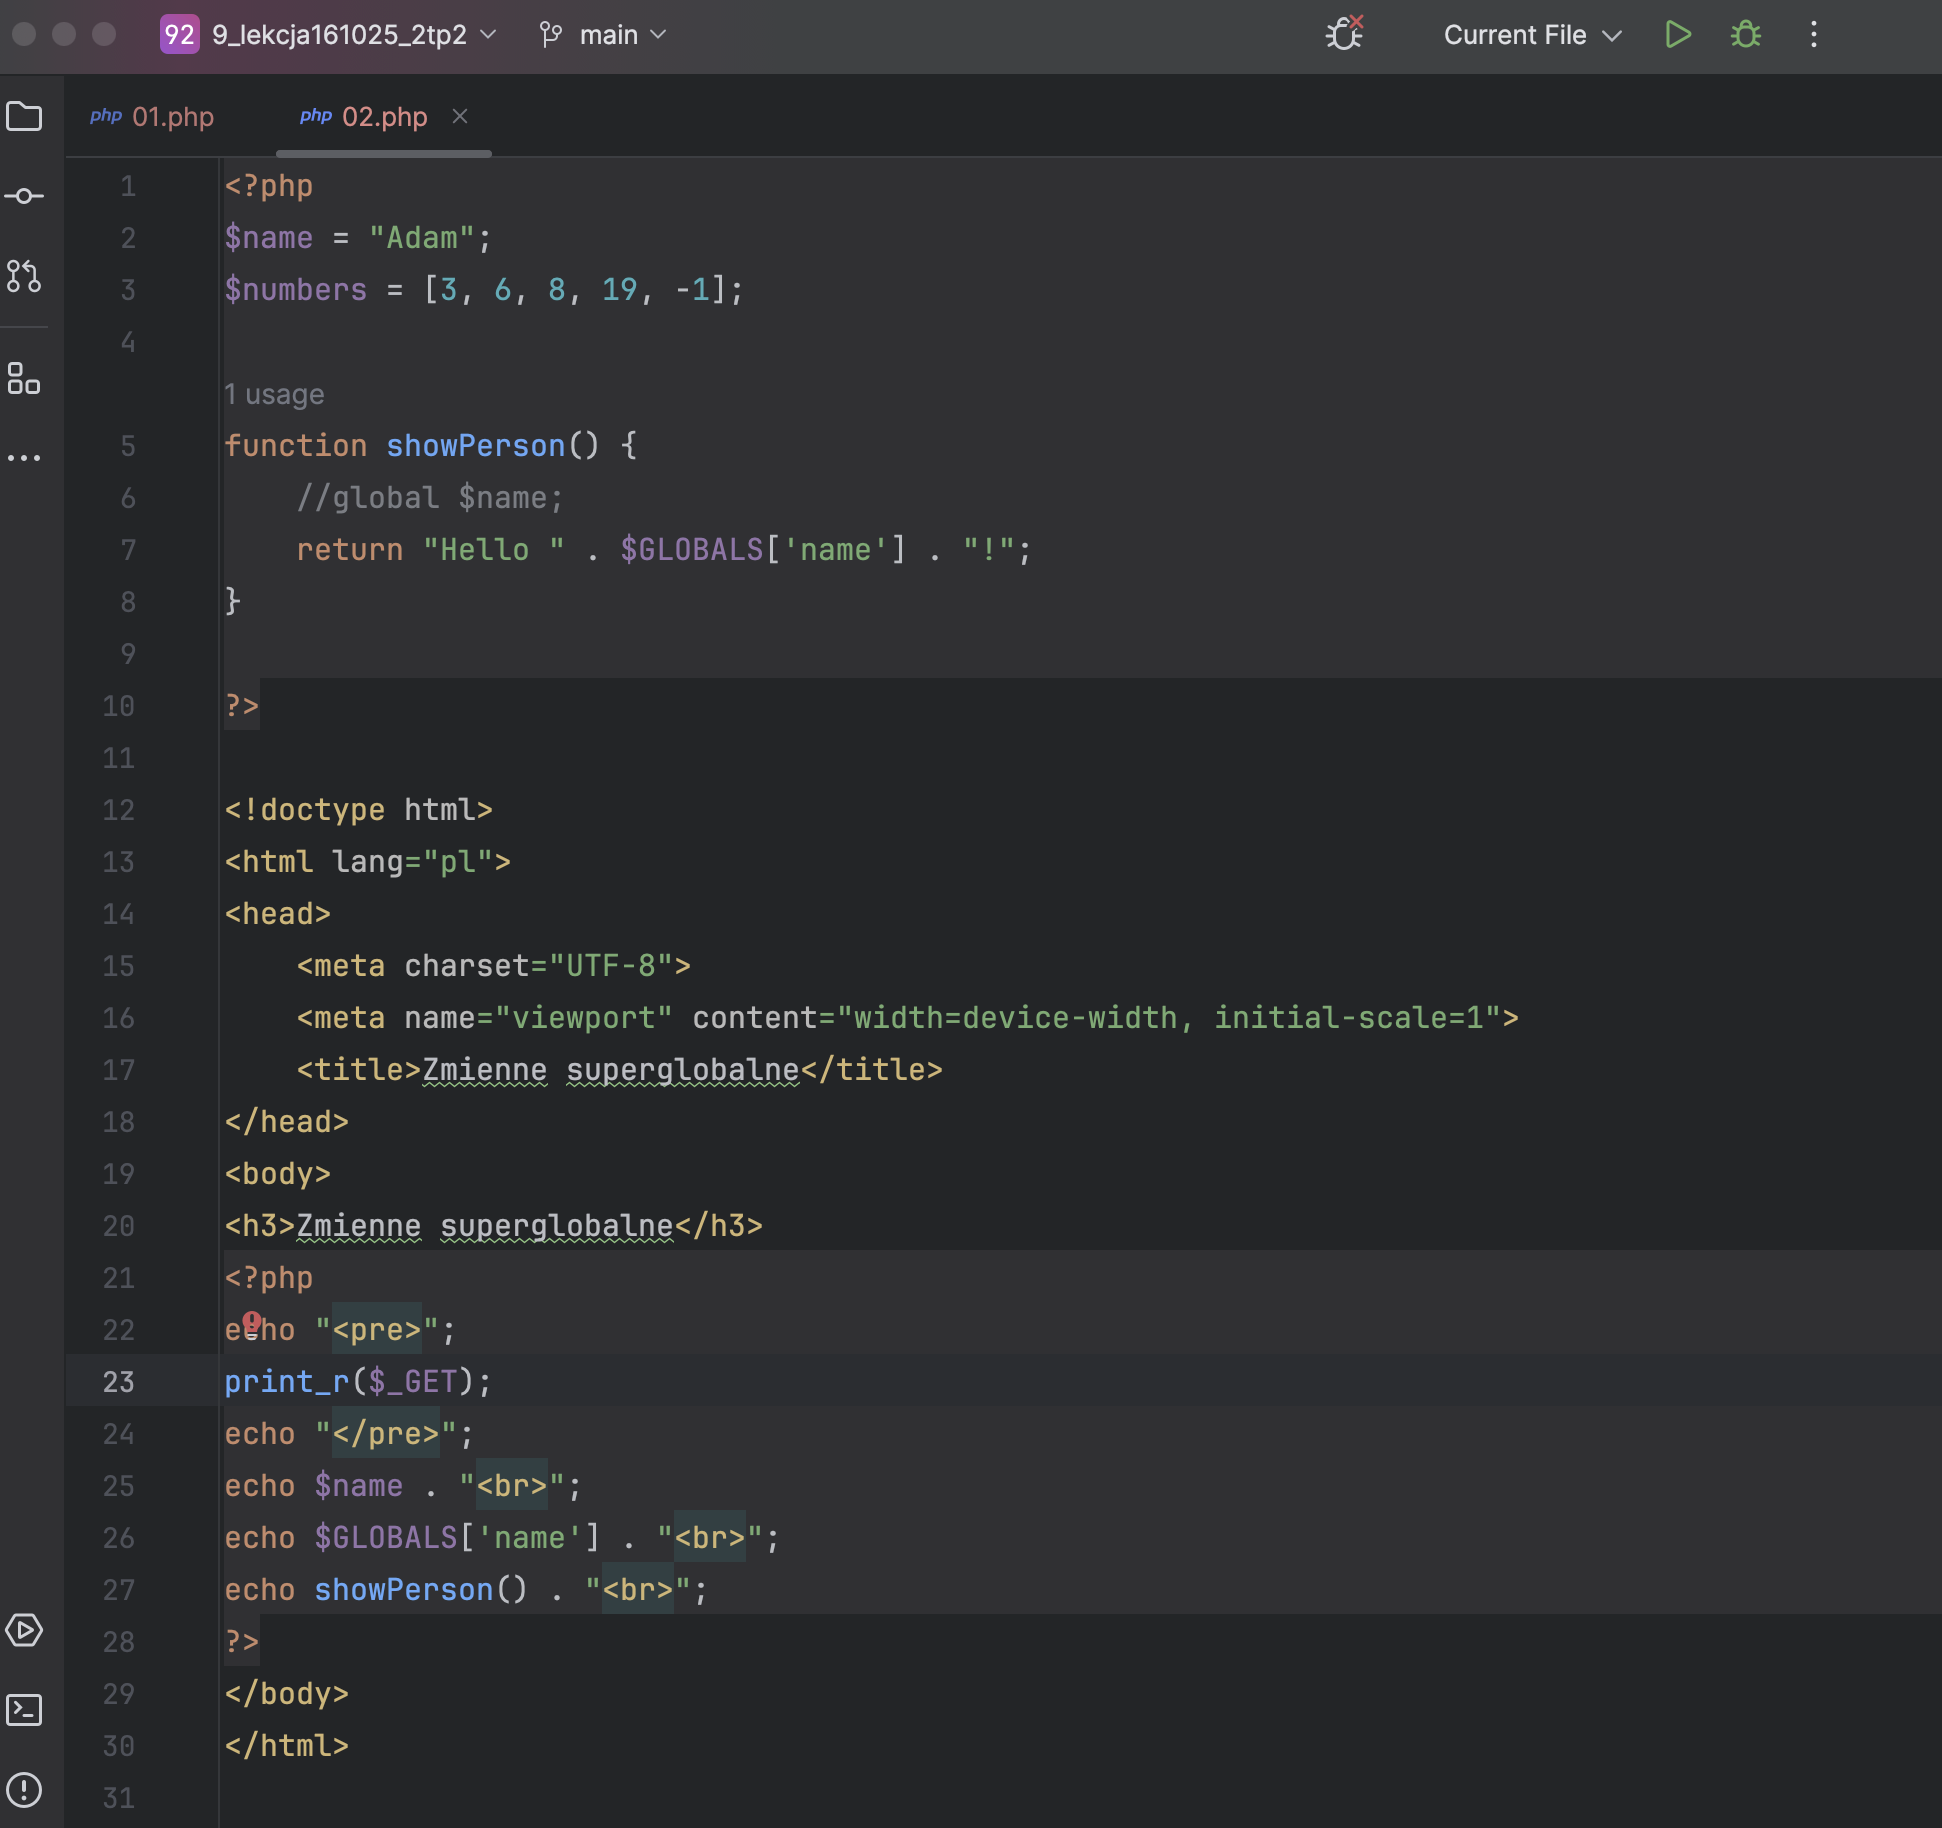 92 9_lekcja161025_2tp2 main Current File
php 01.php php 02.php
1 <?php
2 $name = "Adam";
3 $numbers = [3, 6, 8, 19, -1];
4
1 usage
5 function showPerson() {
6     //global $name;
7     return "Hello " . $GLOBALS['name'] . "!";
8 }
9
10 ?>
11
12 <!doctype html>
13 <html lang="pl">
14 <head>
15     <meta charset="UTF-8">
16     <meta name="viewport" content="width=device-width, initial-scale=1">
17     <title>Zmienne superglobalne</title>
18 </head>
19 <body>
20 <h3>Zmienne superglobalne</h3>
21 <?php
22 echo "<pre>";
23 print_r($_GET);
24 echo "</pre>";
25 echo $name . "<br>";
26 echo $GLOBALS['name'] . "<br>";
27 echo showPerson() . "<br>";
28 ?>
29 </body>
30 </html>
31